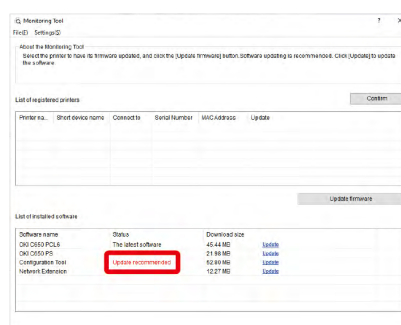 Monitoring Tool ? X
File(F) Settings(S)
About the Monitoring Tool
Select the printer to have its firmware updated, and click the [Update firmware] button. Software updating is recommended. Click [Update] to update
the software.
List of registered printers Confirm
Printer na... Short device name Connect to Serial Number MAC Address Update
Update firmware
List of installed software
Software name Status Download size
OKI C650 PCL6 The latest software 45.44 MB Update
OKI C650 PS 21.98 MB Update
Configuration Tool Update recommended 52.80 MB Update
Network Extension 12.27 MB Update